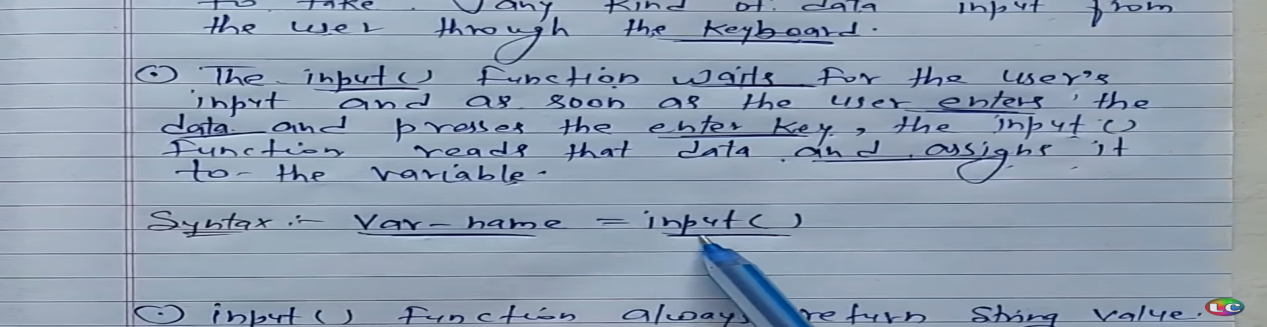 to take any kind of data input from
the user through the keyboard.
⊙ The input() function waits for the user's
input and as soon as the user enters the
data and presses the enter key, the input()
function reads that data and assigns it
to the variable.
Syntax :- Var-name = input()
⊙ input() function always return String value.
LC